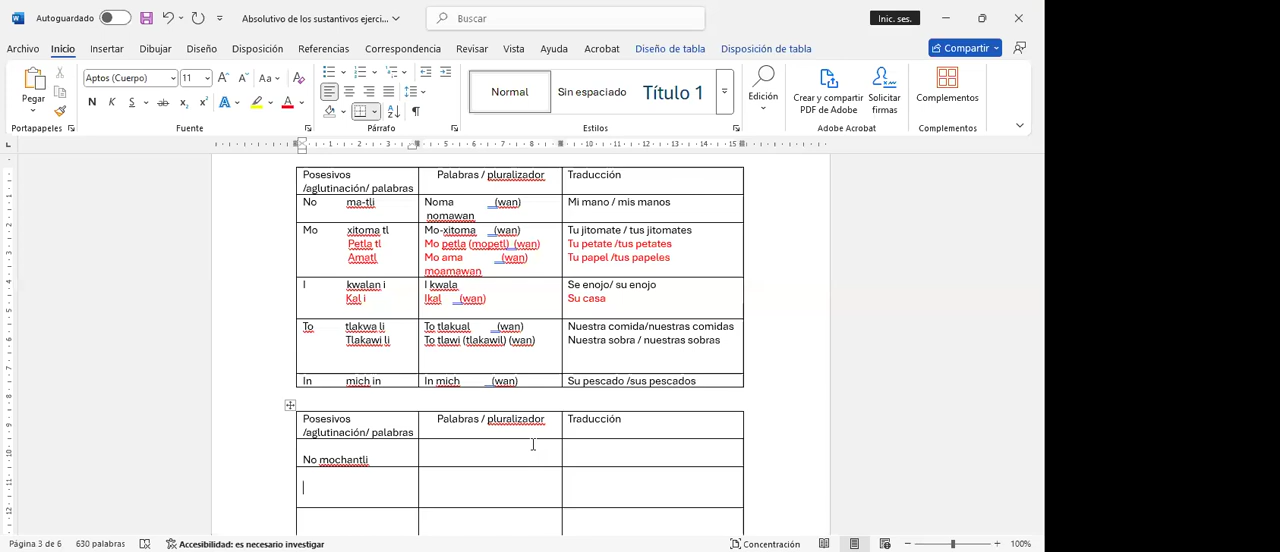 Autoguardado
Absolutivo de los sustantivos ejerci...
Buscar
Inic. ses.
Archivo Inicio Insertar Dibujar Diseño Disposición Referencias Correspondencia Revisar Vista Ayuda Acrobat Diseño de tabla Disposición de tabla
Compartir
Pegar
Portapapeles
Aptos (Cuerpo) 11
Fuente
Párrafo
Normal
Sin espaciado
Título 1
Estilos
Edición
Crear y compartir PDF de Adobe
Solicitar firmas
Adobe Acrobat
Complementos
Complementos
Posesivos /aglutinación/ palabras
Palabras / pluralizador
Traducción
No ma-tli
Noma __(wan)
nomawan
Mi mano / mis manos
Mo xitoma tl
Petla tl
Amatl
Mo-xitoma __(wan)
Mo petla (mopetl)_(wan)
Mo ama __(wan)
moamawan
Tu jitomate / tus jitomates
Tu petate /tus petates
Tu papel /tus papeles
I kwalan i
Kal i
I kwala
Ikal __(wan)
Se enojo/ su enojo
Su casa
To tlakwa li
Tlakawi li
To tlakual __(wan)
To tlawi (tlakawil) (wan)
Nuestra comida/nuestras comidas
Nuestra sobra / nuestras sobras
In mich in
In mich __(wan)
Su pescado /sus pescados
Posesivos /aglutinación/ palabras
Palabras / pluralizador
Traducción
No mochantli
Página 3 de 6
630 palabras
Accesibilidad: es necesario investigar
Concentración
100%